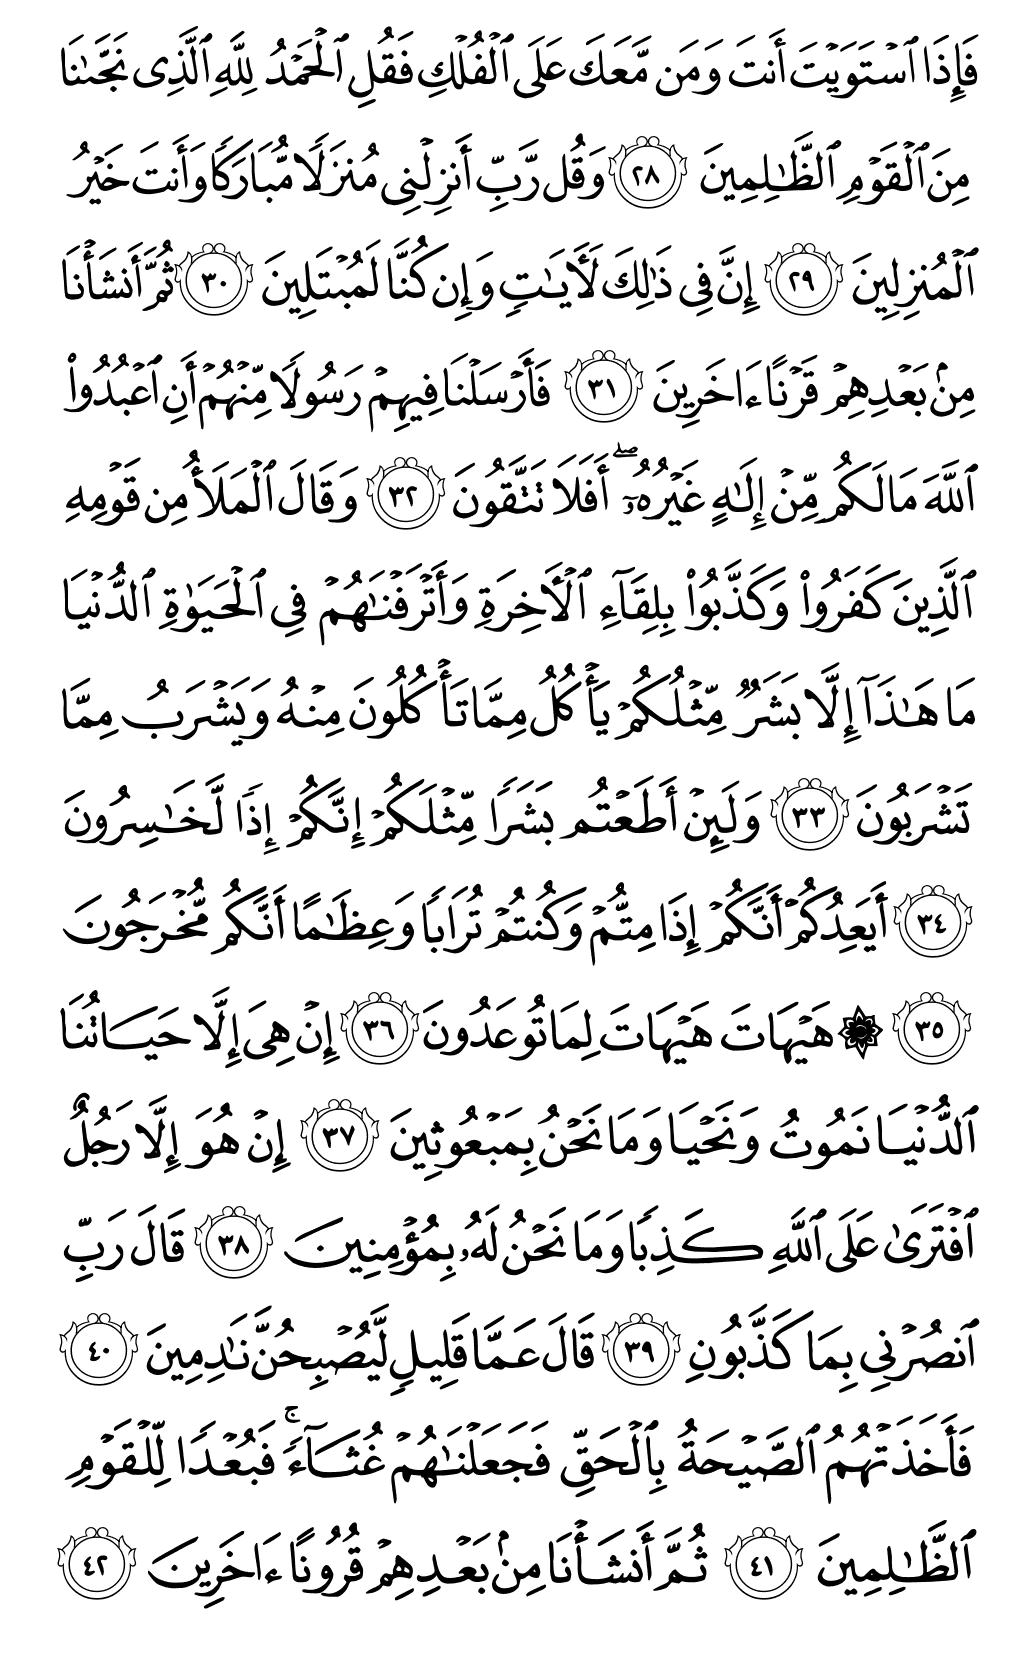 فَإِذَا ٱسْتَوَيْتَ أَنتَ وَمَن مَّعَكَ عَلَى ٱلْفُلْكِ فَقُلِ ٱلْحَمْدُ لِلَّهِ ٱلَّذِى نَجَّىٰنَا
مِنَ ٱلْقَوْمِ ٱلظَّـٰلِمِينَ ٢٨ وَقُل رَّبِّ أَنزِلْنِى مُنزَلًا مُّبَارَكًا وَأَنتَ خَيْرُ
ٱلْمُنزِلِينَ ٢٩ إِنَّ فِى ذَٰلِكَ لَـَٔايَـٰتٍ وَإِن كُنَّا لَمُبْتَلِينَ ٣٠ ثُمَّ أَنشَأْنَا
مِنۢ بَعْدِهِمْ قَرْنًا ءَاخَرِينَ ٣١ فَأَرْسَلْنَا فِيهِمْ رَسُولًا مِّنْهُمْ أَنِ ٱعْبُدُوا۟
ٱللَّهَ مَا لَكُم مِّنْ إِلَـٰهٍ غَيْرُهُۥٓ ۖ أَفَلَا تَتَّقُونَ ٣٢ وَقَالَ ٱلْمَلَأُ مِن قَوْمِهِ
ٱلَّذِينَ كَفَرُوا۟ وَكَذَّبُوا۟ بِلِقَآءِ ٱلْـَٔاخِرَةِ وَأَتْرَفْنَـٰهُمْ فِى ٱلْحَيَوٰةِ ٱلدُّنْيَا
مَا هَـٰذَآ إِلَّا بَشَرٌ مِّثْلُكُمْ يَأْكُلُ مِمَّا تَأْكُلُونَ مِنْهُ وَيَشْرَبُ مِمَّا
تَشْرَبُونَ ٣٣ وَلَئِنْ أَطَعْتُم بَشَرًا مِّثْلَكُمْ إِنَّكُمْ إِذًا لَّخَـٰسِرُونَ
٣٤ أَيَعِدُكُمْ أَنَّكُمْ إِذَا مِتُّمْ وَكُنتُمْ تُرَابًا وَعِظَـٰمًا أَنَّكُم مُّخْرَجُونَ
٣٥ ۞ هَيْهَاتَ هَيْهَاتَ لِمَا تُوعَدُونَ ٣٦ إِنْ هِىَ إِلَّا حَيَاتُنَا
ٱلدُّنْيَا نَمُوتُ وَنَحْيَا وَمَا نَحْنُ بِمَبْعُوثِينَ ٣٧ إِنْ هُوَ إِلَّا رَجُلٌ
ٱفْتَرَىٰ عَلَى ٱللَّهِ كَذِبًا وَمَا نَحْنُ لَهُۥ بِمُؤْمِنِينَ ٣٨ قَالَ رَبِّ
ٱنصُرْنِى بِمَا كَذَّبُونِ ٣٩ قَالَ عَمَّا قَلِيلٍ لَّيُصْبِحُنَّ نَـٰدِمِينَ ٤٠
فَأَخَذَتْهُمُ ٱلصَّيْحَةُ بِٱلْحَقِّ فَجَعَلْنَـٰهُمْ غُثَآءً ۚ فَبُعْدًا لِّلْقَوْمِ
ٱلظَّـٰلِمِينَ ٤١ ثُمَّ أَنشَأْنَا مِنۢ بَعْدِهِمْ قُرُونًا ءَاخَرِينَ ٤٢